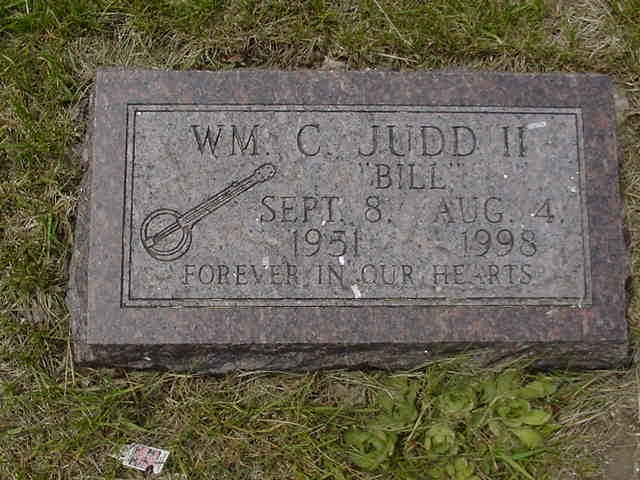 WM. C. JUDD II
"BILL"
SEPT. 8, AUG. 4,
1951 1998
FOREVER IN OUR HEARTS